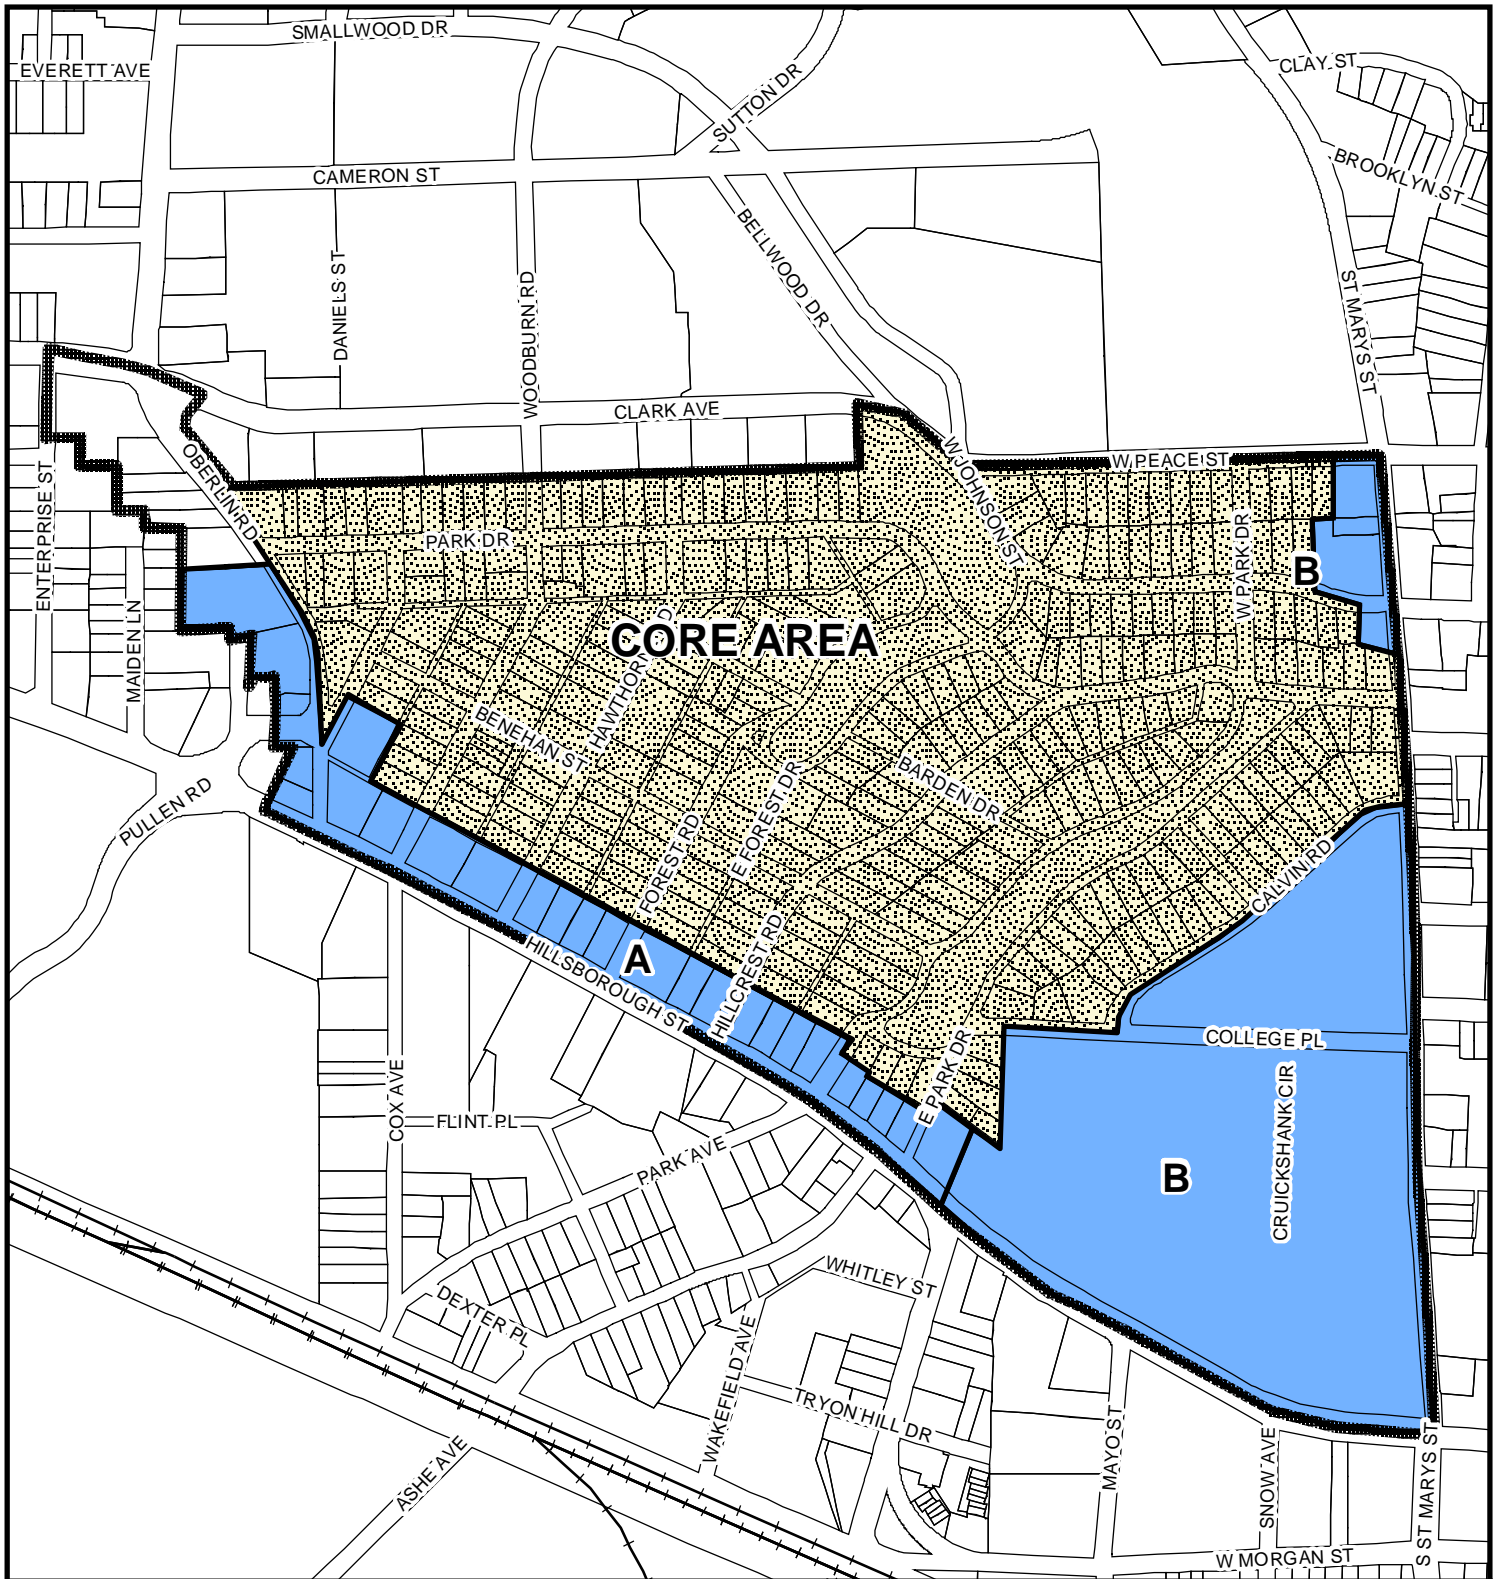 SMALLWOOD DR
EVERETT AVE
CLAY ST
SUTTON DR
BROOKLYN ST
CAMERON ST
BELLWOOD DR
DANIELS ST
WOODBURN RD
ST MARYS ST
CLARK AVE
OBERLIN RD
W JOHNSON ST
W PEACE ST
ENTERPRISE ST
PARK DR
W PARK DR
B
MAIDEN LN
CORE AREA
HAWTHORN RD
BENEHAN ST
PULLEN RD
E FOREST DR
BARDEN DR
FOREST RD
CALVIN RD
HILLSBOROUGH ST
A
HILLCREST RD
COLLEGE PL
COX AVE
FLINT PL
E PARK DR
CRUICKSHANK CIR
PARK AVE
B
WHITLEY ST
DEXTER PL
WAKEFIELD AVE
TRYON HILL DR
ASHE AVE
MAYO ST
SNOW AVE
S ST MARYS ST
W MORGAN ST